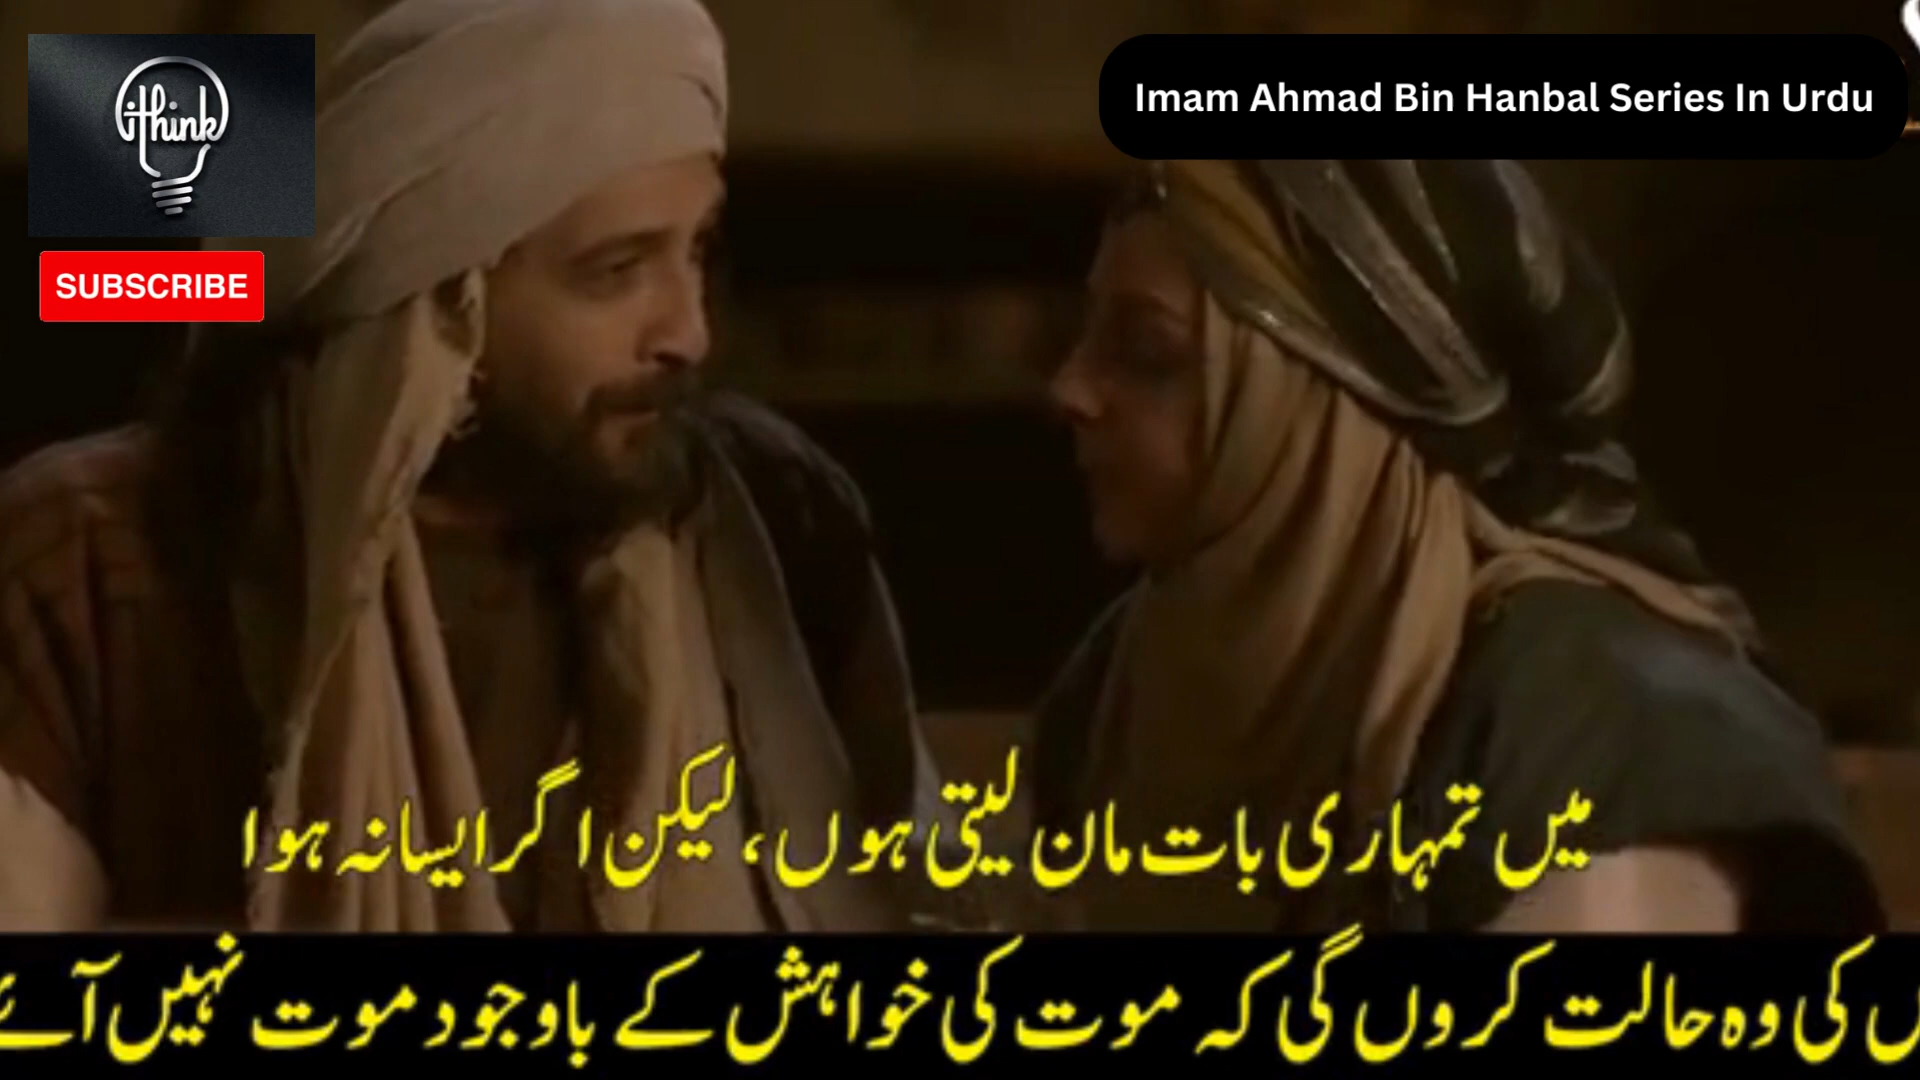 ithink
Imam Ahmad Bin Hanbal Series In Urdu
SUBSCRIBE
میں تمہاری بات مان لیتی ہوں، لیکن اگر ایسا نہ ہوا
کی وہ حالت کروں گی کہ موت کی خواہش کے باوجود موت نہیں آئے